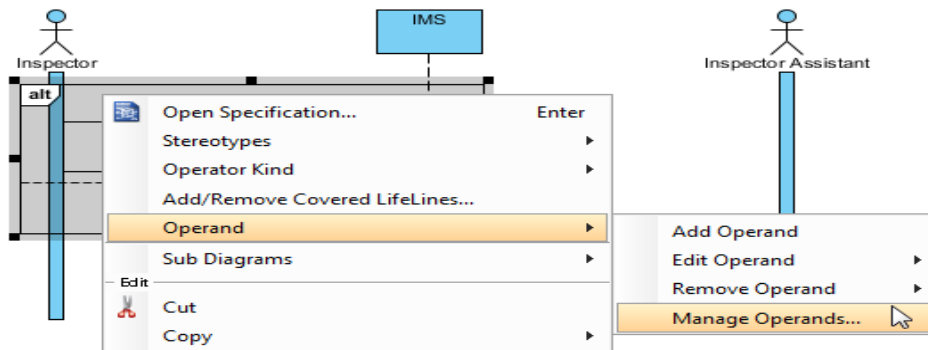 IMS
Inspector
Inspector Assistant
alt
Open Specification... Enter
Stereotypes
Operator Kind
Add/Remove Covered LifeLines...
Operand
Sub Diagrams
Edit
Cut
Copy
Add Operand
Edit Operand
Remove Operand
Manage Operands...